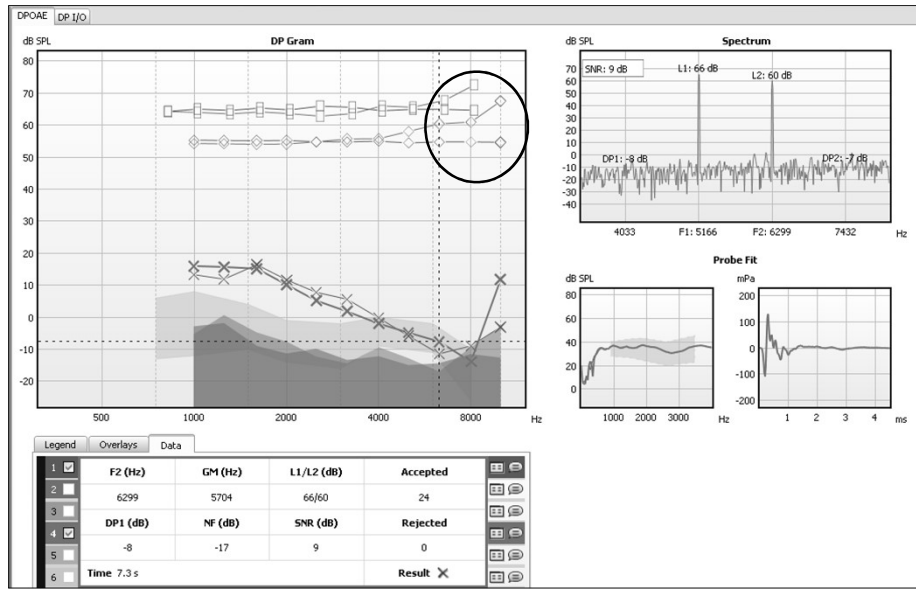 DPOAE DP I/O
dB SPL DP Gram
80
70
60
50
40
30
20
10
0
-10
-20
500 1000 2000 4000 8000 Hz
dB SPL Spectrum
SNR: 9 dB L1: 66 dB L2: 60 dB
70
60
50
40
30
20
10
0
DP1: -8 dB DP2: -7 dB
-10
-20
-30
-40
4033 F1: 5166 F2: 6299 7432 Hz
Probe Fit
dB SPL mPa
80 200
60 100
40 0
20 -100
0 -200
1000 2000 3000 Hz 1 2 3 4 ms
Legend Overlays Data
1 F2 (Hz) GM (Hz) L1/L2 (dB) Accepted
2 6299 5704 66/60 24
3 DP1 (dB) NF (dB) SNR (dB) Rejected
4
5 -8 -17 9 0
6 Time 7.3 s Result